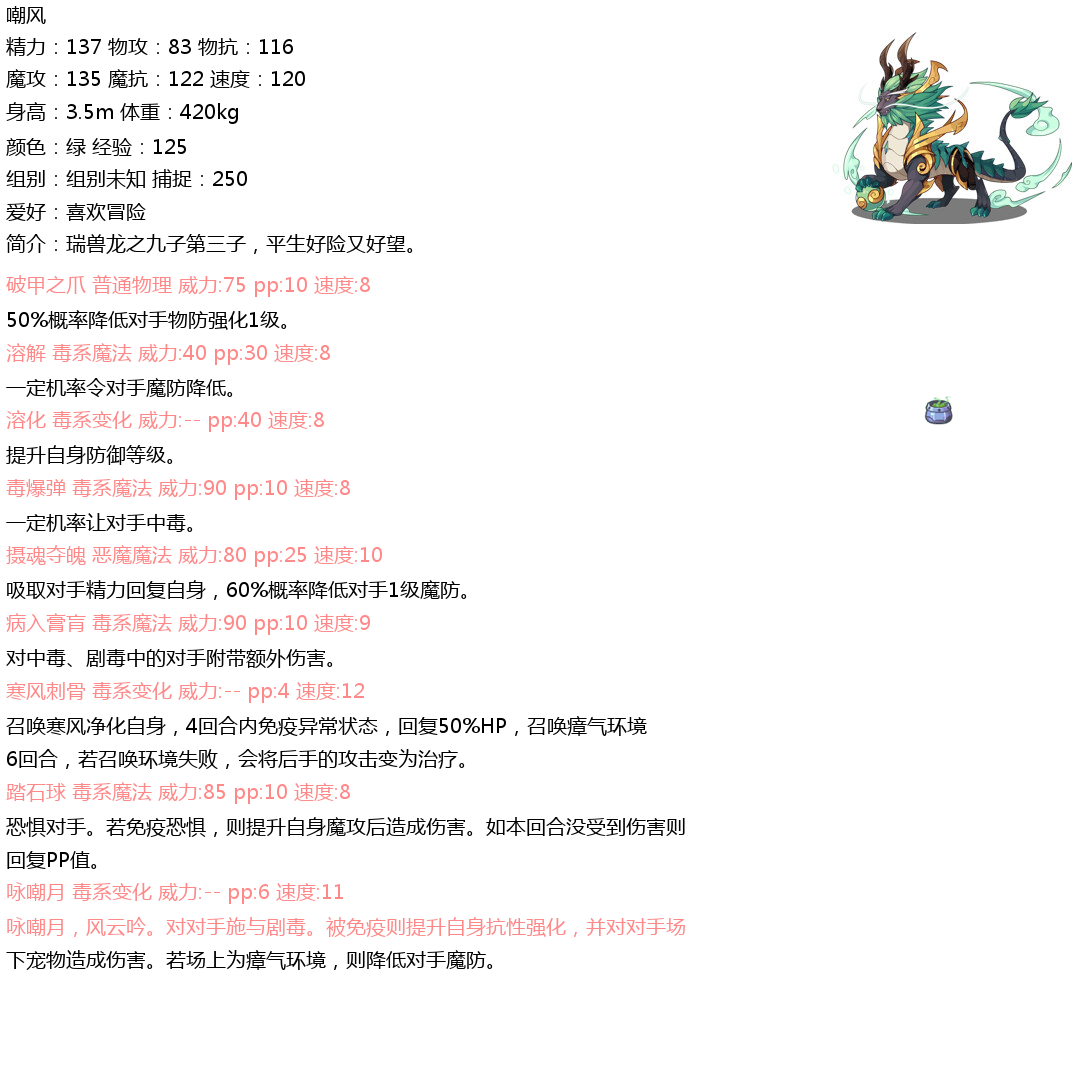 嘲风
精力：137 物攻：83 物抗：116
魔攻：135 魔抗：122 速度：120
身高：3.5m 体重：420kg
颜色：绿 经验：125
组别：组别未知 捕捉：250
爱好：喜欢冒险
简介：瑞兽龙之九子第三子，平生好险又好望。
破甲之爪 普通物理 威力:75 pp:10 速度:8
50%概率降低对手物防强化1级。
溶解 毒系魔法 威力:40 pp:30 速度:8
一定机率令对手魔防降低。
溶化 毒系变化 威力:-- pp:40 速度:8
提升自身防御等级。
毒爆弹 毒系魔法 威力:90 pp:10 速度:8
一定机率让对手中毒。
摄魂夺魄 恶魔魔法 威力:80 pp:25 速度:10
吸取对手精力回复自身，60%概率降低对手1级魔防。
病入膏肓 毒系魔法 威力:90 pp:10 速度:9
对中毒、剧毒中的对手附带额外伤害。
寒风刺骨 毒系变化 威力:-- pp:4 速度:12
召唤寒风净化自身，4回合内免疫异常状态，回复50%HP，召唤瘴气环境
6回合，若召唤环境失败，会将后手的攻击变为治疗。
踏石球 毒系魔法 威力:85 pp:10 速度:8
恐惧对手。若免疫恐惧，则提升自身魔攻后造成伤害。如本回合没受到伤害则
回复PP值。
咏嘲月 毒系变化 威力:-- pp:6 速度:11
咏嘲月，风云吟。对对手施与剧毒。被免疫则提升自身抗性强化，并对对手场
下宠物造成伤害。若场上为瘴气环境，则降低对手魔防。